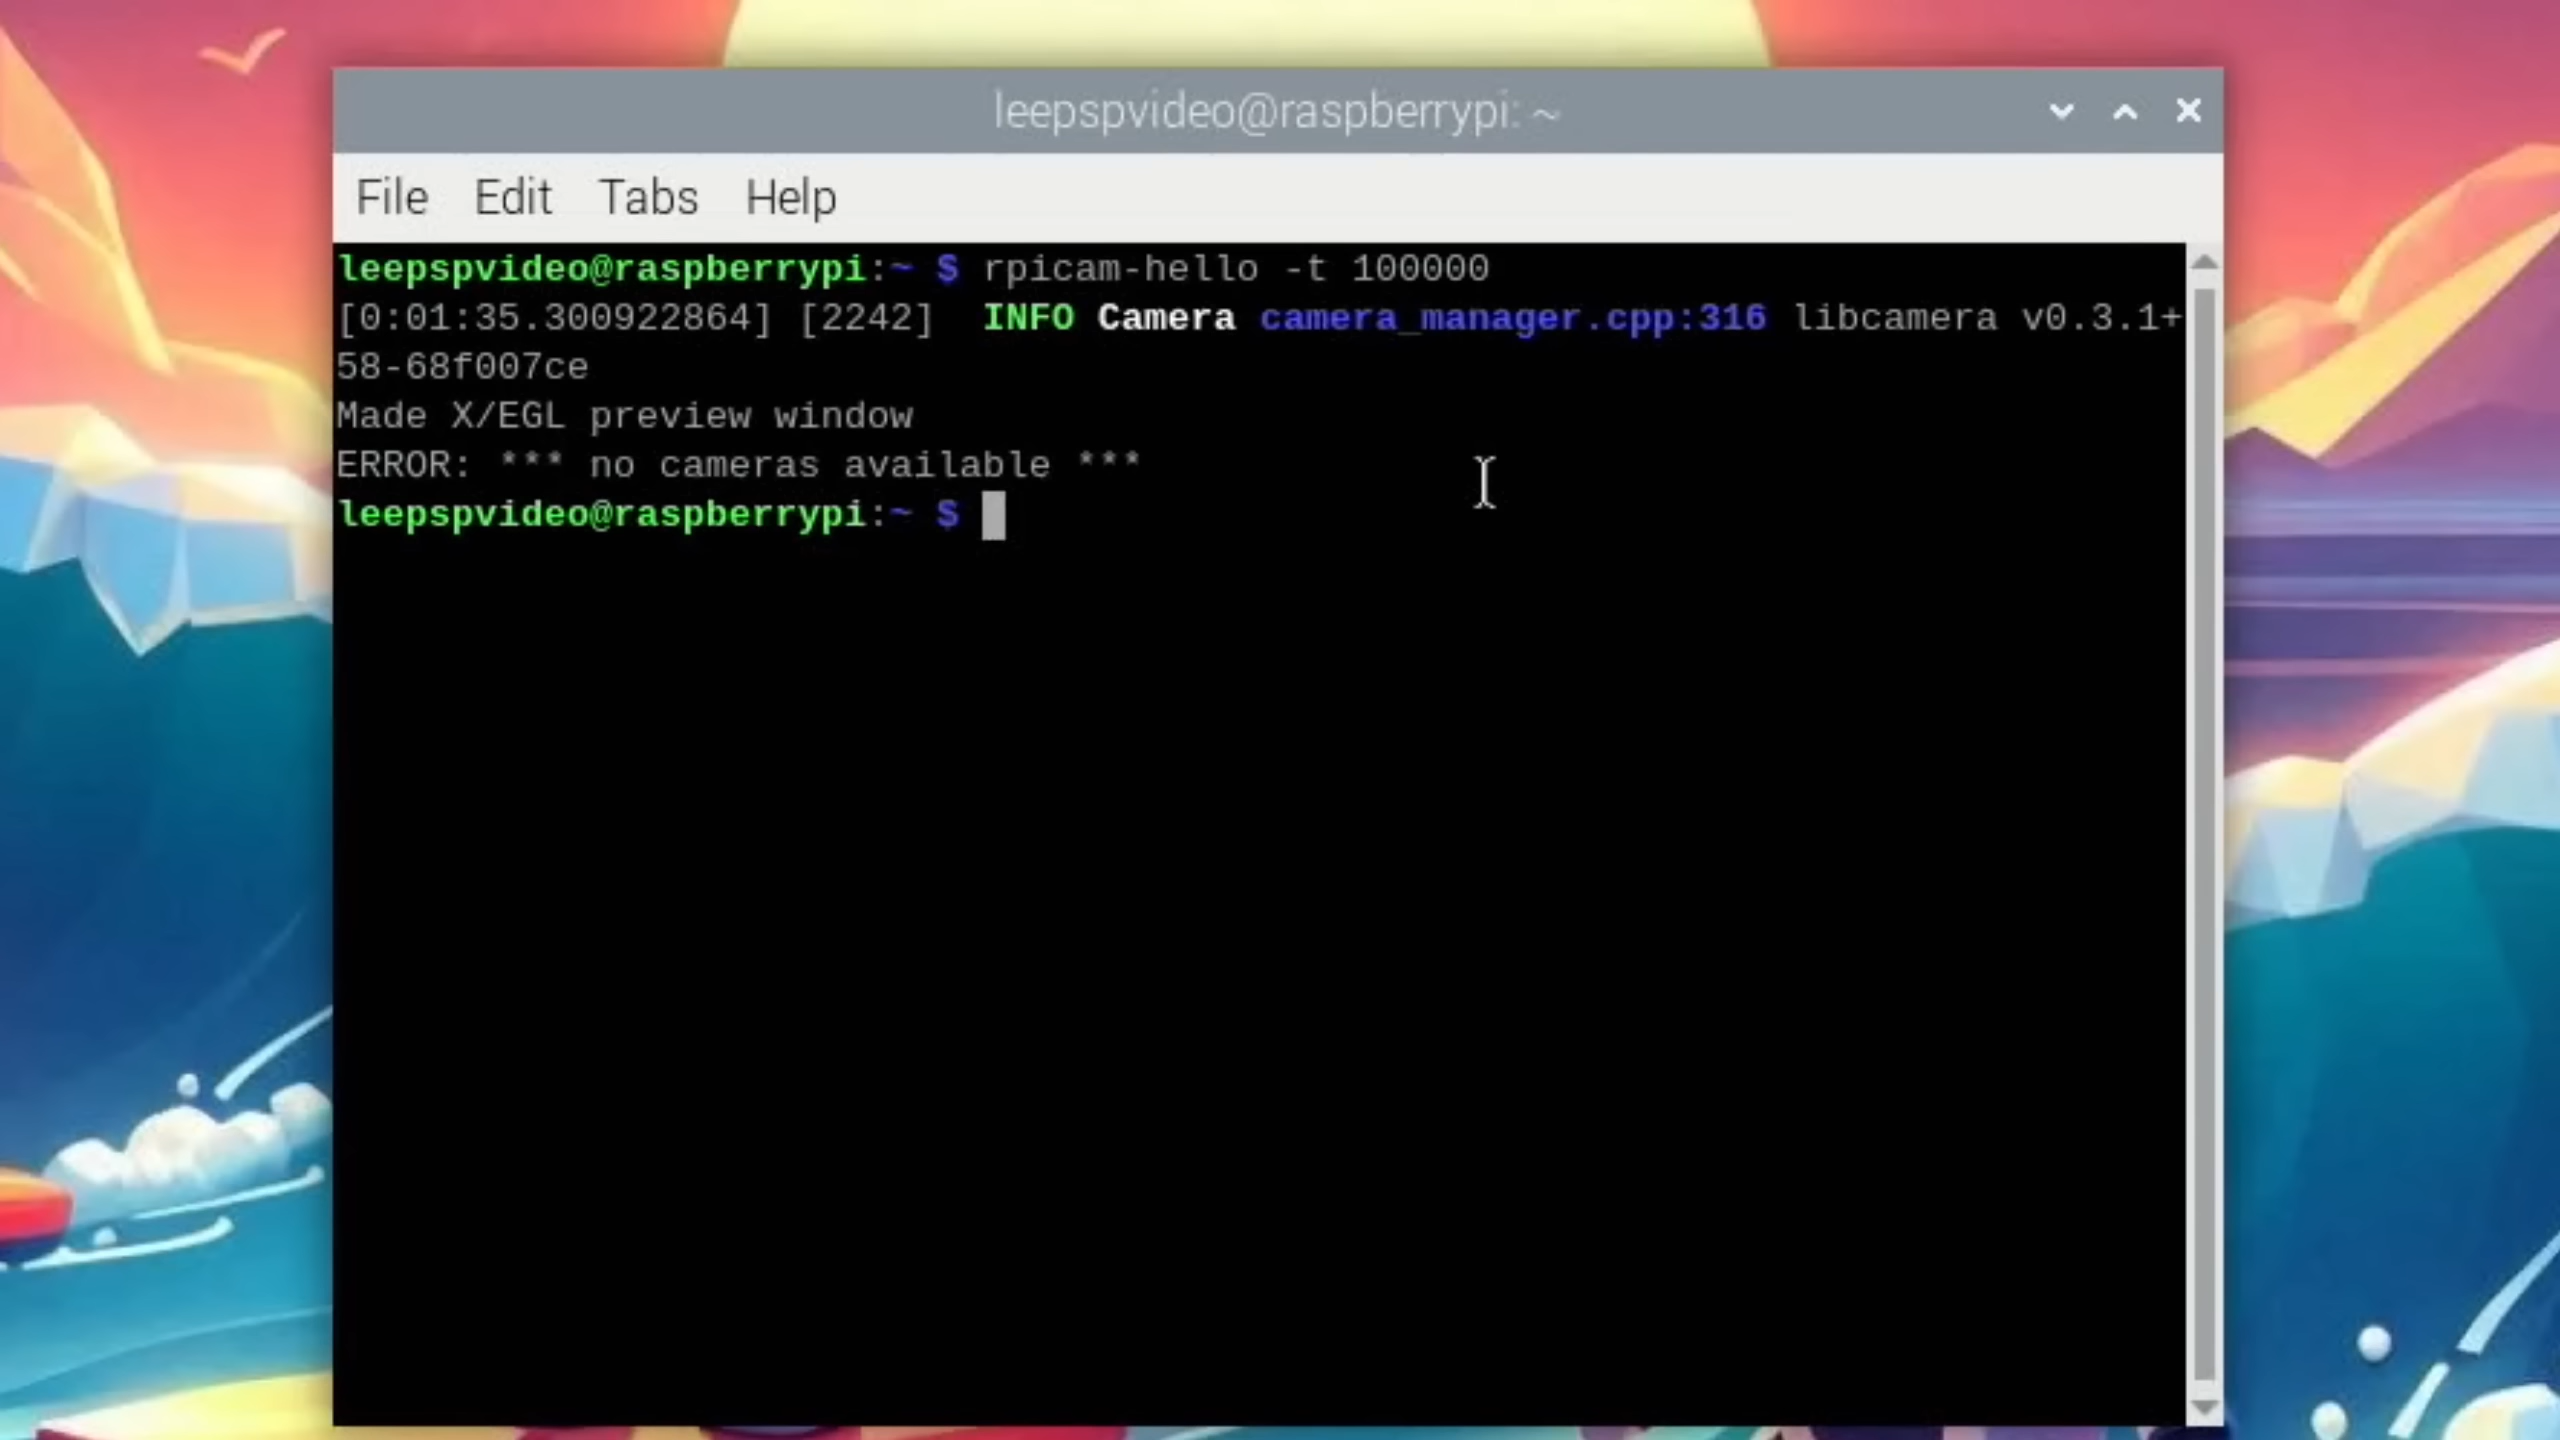 leepspvideo@raspberrypi: ~
File Edit Tabs Help
leepspvideo@raspberrypi:~ $ rpicam-hello -t 100000
[0:01:35.300922864] [2242]  INFO Camera camera_manager.cpp:316 libcamera v0.3.1+
58-68f007ce
Made X/EGL preview window
ERROR: *** no cameras available ***
leepspvideo@raspberrypi:~ $